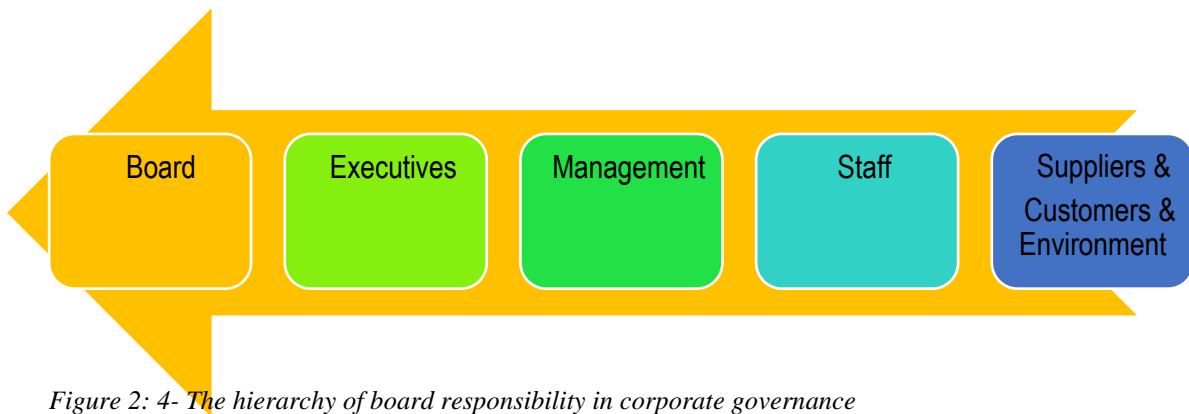 Board
Executives
Management
Staff
Suppliers &
Customers &
Environment
Figure 2: 4- The hierarchy of board responsibility in corporate governance